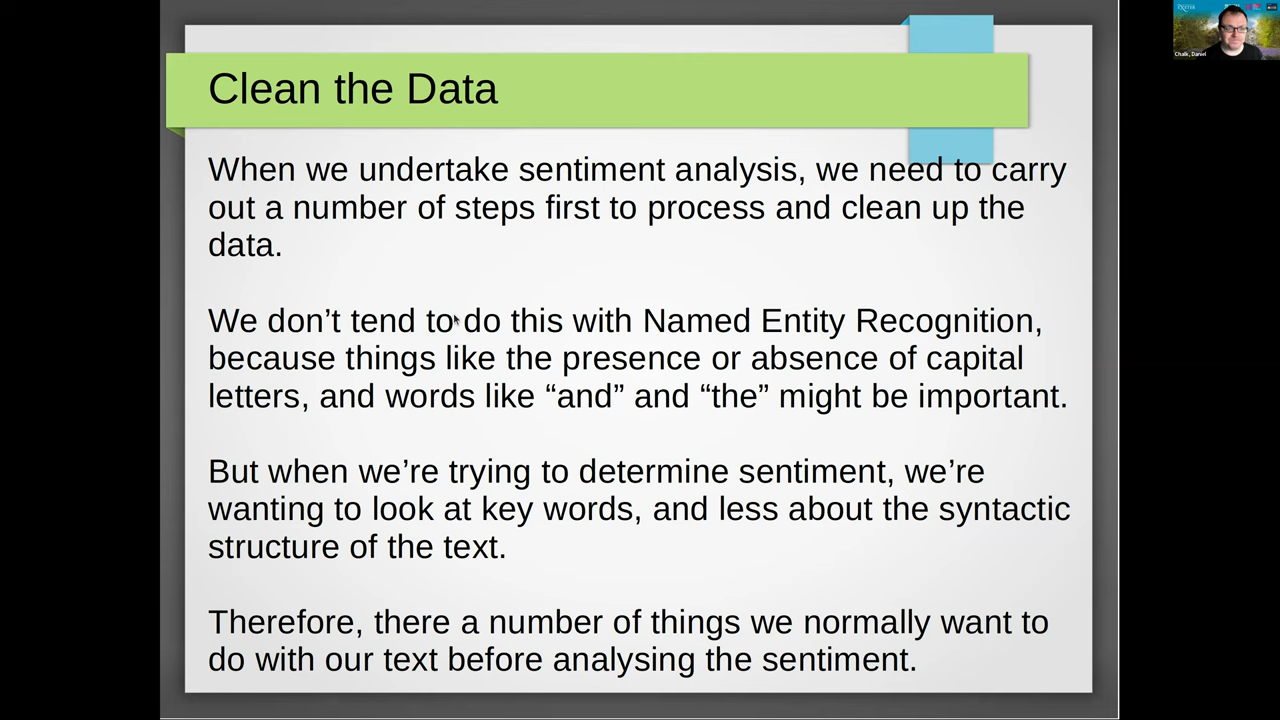 Clean the Data
When we undertake sentiment analysis, we need to carry
out a number of steps first to process and clean up the
data.
We don’t tend to do this with Named Entity Recognition,
because things like the presence or absence of capital
letters, and words like “and” and “the” might be important.
But when we’re trying to determine sentiment, we’re
wanting to look at key words, and less about the syntactic
structure of the text.
Therefore, there a number of things we normally want to
do with our text before analysing the sentiment.
Chalk, Daniel